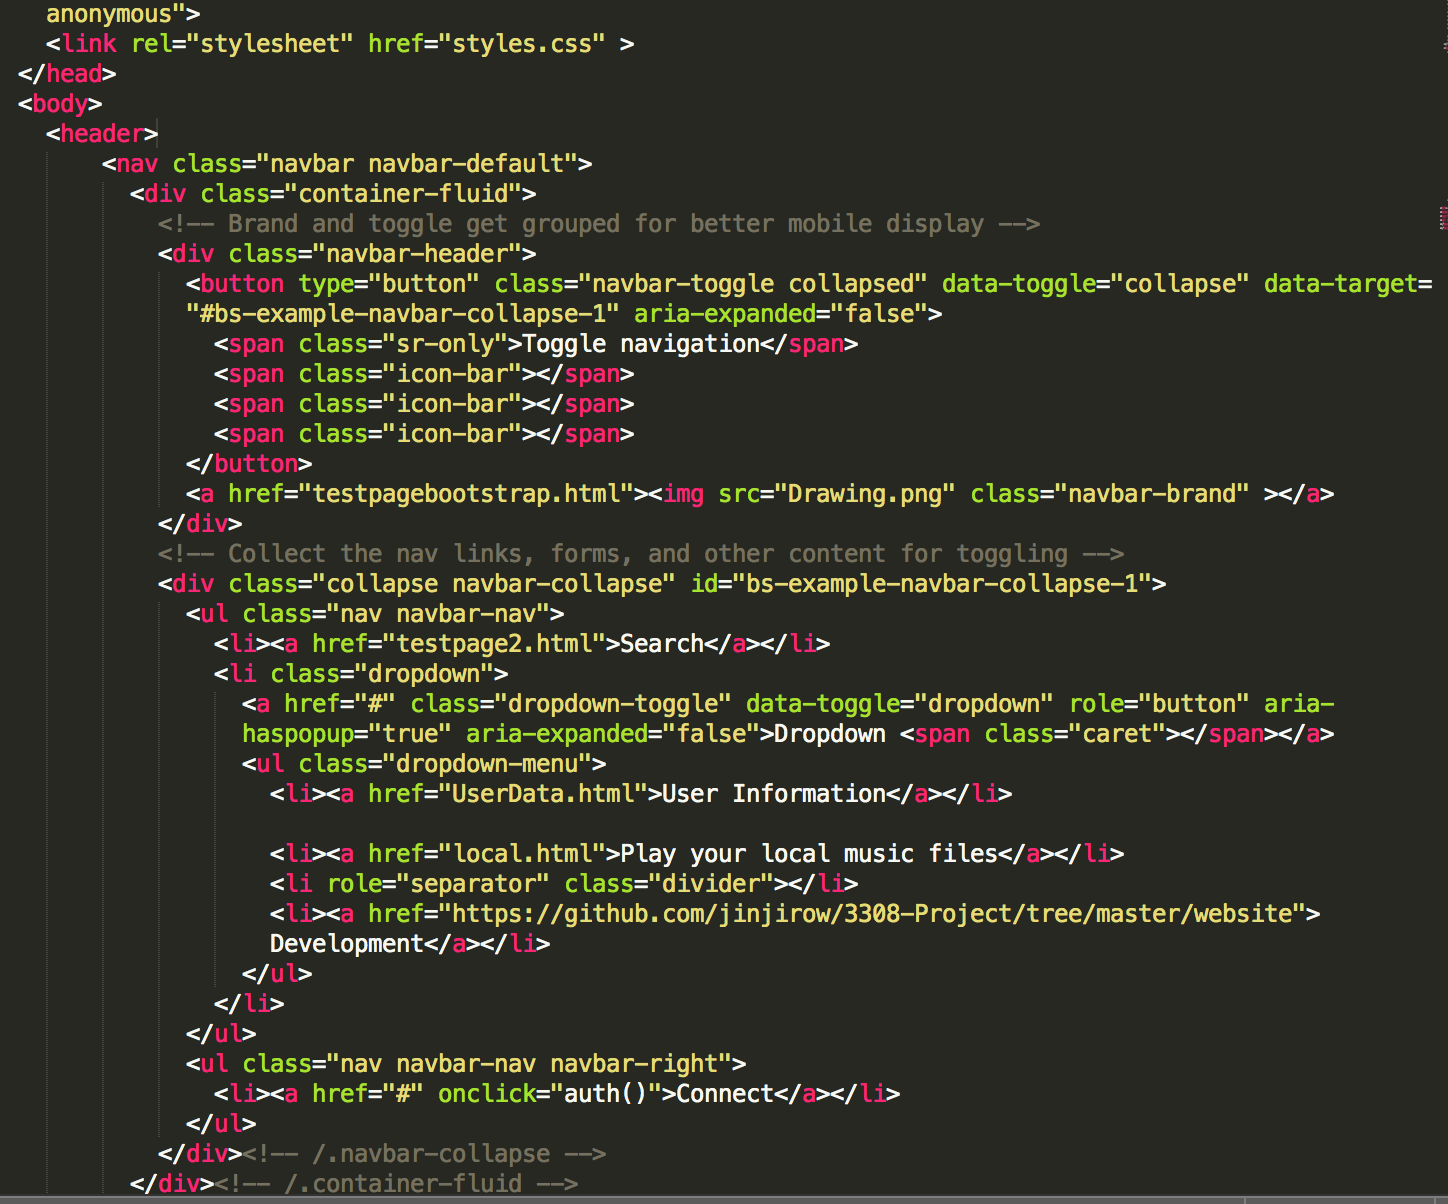 anonymous">
<link rel="stylesheet" href="styles.css" >
</head>
<body>
<header>
<nav class="navbar navbar-default">
<div class="container-fluid">
<!-- Brand and toggle get grouped for better mobile display -->
<div class="navbar-header">
<button type="button" class="navbar-toggle collapsed" data-toggle="collapse" data-target=
"#bs-example-navbar-collapse-1" aria-expanded="false">
<span class="sr-only">Toggle navigation</span>
<span class="icon-bar"></span>
<span class="icon-bar"></span>
<span class="icon-bar"></span>
</button>
<a href="testpagebootstrap.html"><img src="Drawing.png" class="navbar-brand" ></a>
</div>
<!-- Collect the nav links, forms, and other content for toggling -->
<div class="collapse navbar-collapse" id="bs-example-navbar-collapse-1">
<ul class="nav navbar-nav">
<li><a href="testpage2.html">Search</a></li>
<li class="dropdown">
<a href="#" class="dropdown-toggle" data-toggle="dropdown" role="button" aria-
haspopup="true" aria-expanded="false">Dropdown <span class="caret"></span></a>
<ul class="dropdown-menu">
<li><a href="UserData.html">User Information</a></li>
<li><a href="local.html">Play your local music files</a></li>
<li role="separator" class="divider"></li>
<li><a href="https://github.com/jinjirow/3308-Project/tree/master/website">
Development</a></li>
</ul>
</li>
</ul>
<ul class="nav navbar-nav navbar-right">
<li><a href="#" onclick="auth()">Connect</a></li>
</ul>
</div><!-- /.navbar-collapse -->
</div><!-- /.container-fluid -->